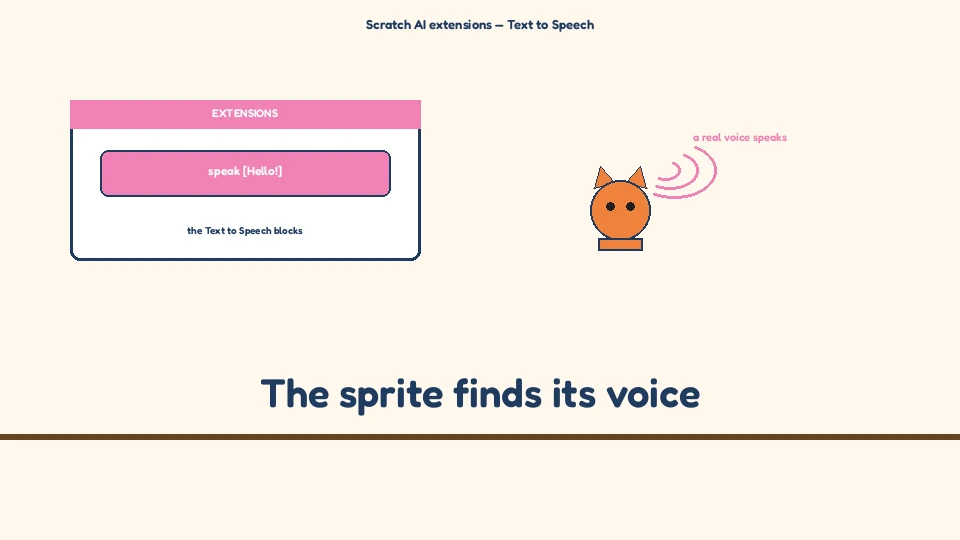 Scratch AI extensions — Text to Speech
EXTENSIONS
speak [Hello!]
the Text to Speech blocks
a real voice speaks
The sprite finds its voice